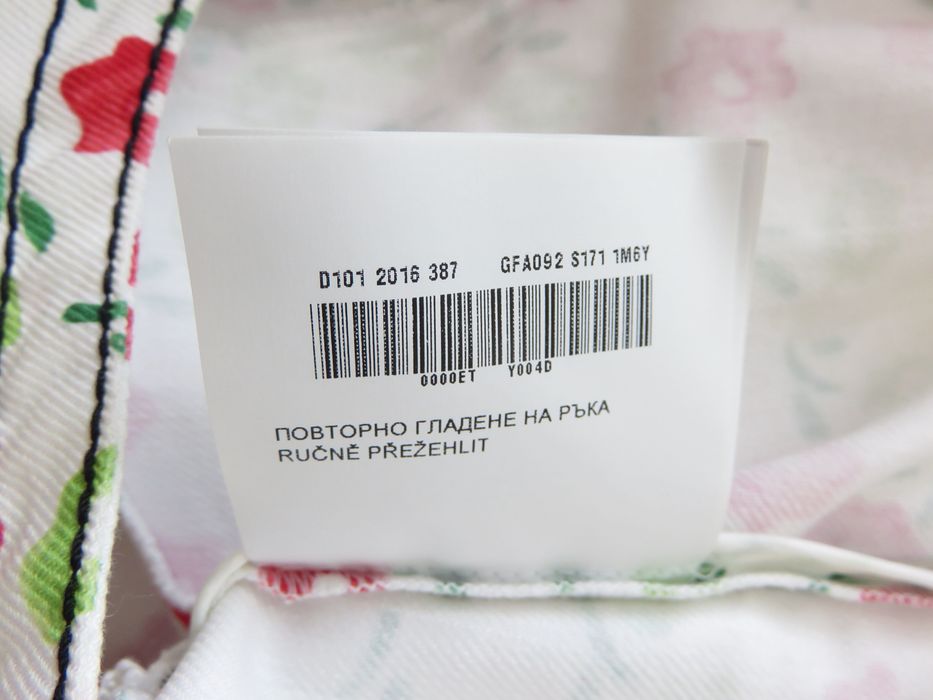 D101 2016 387 GFA092 S171 1M6Y
0000ET Y004D
ПОВТОРНО ГЛАДЕНЕ НА РЪКА
RUČNĚ PŘEŽEHLIT